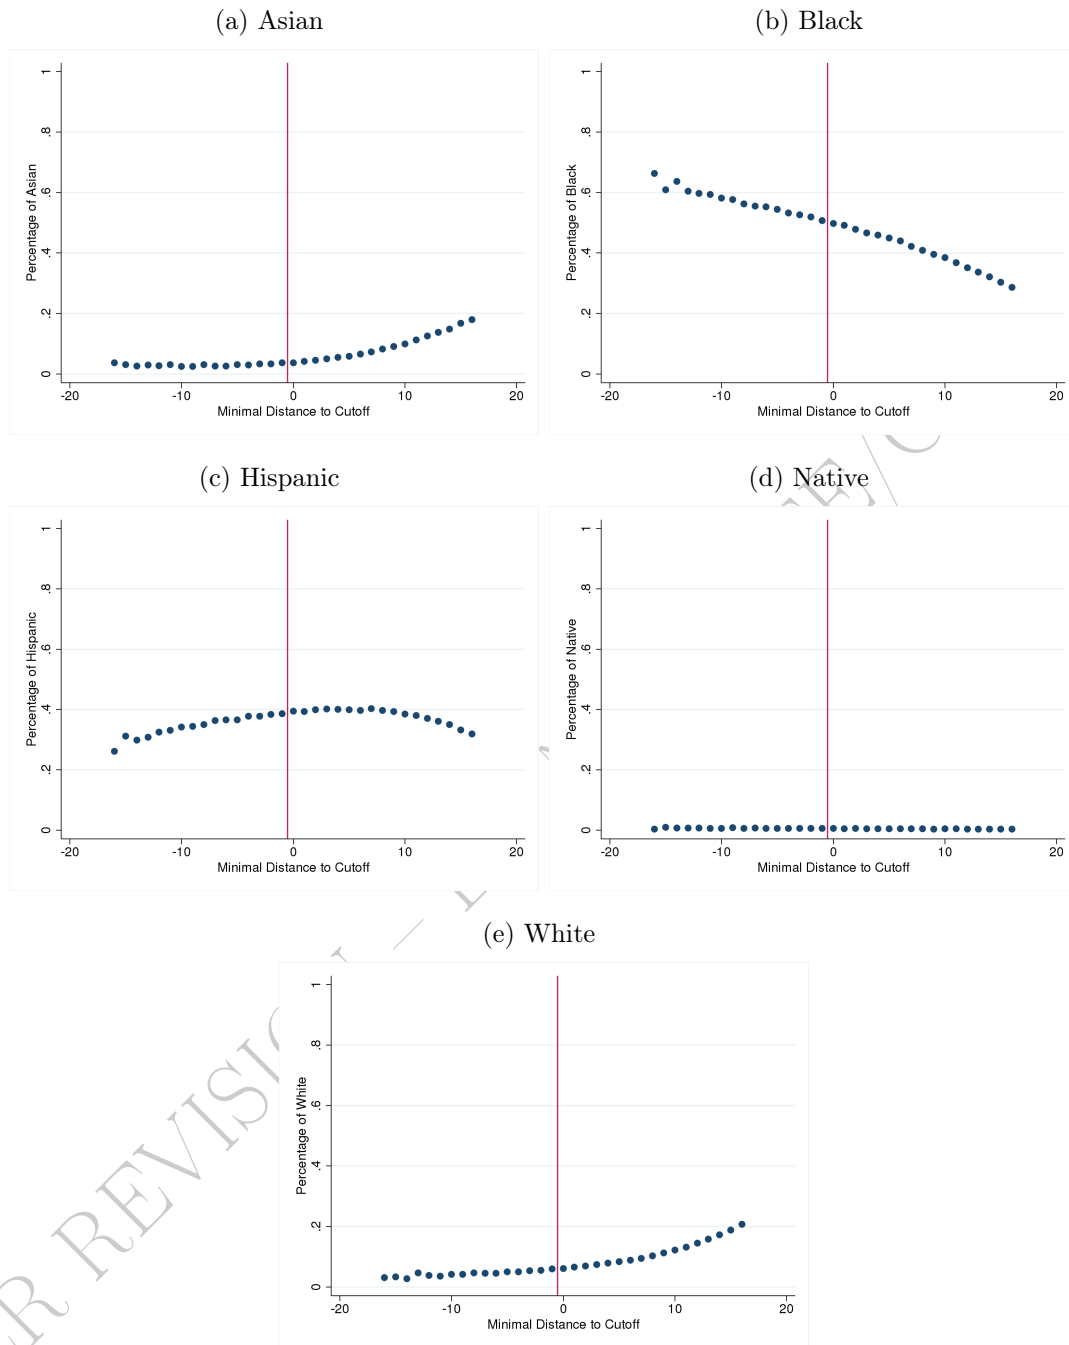 (a) Asian
(b) Black
Percentage of Asian
0 .2 .4 .6 .8 1
-20 -10 0 10 20
Minimal Distance to Cutoff
Percentage of Black
0 .2 .4 .6 .8 1
-20 -10 0 10 20
Minimal Distance to Cutoff
(c) Hispanic
(d) Native
Percentage of Hispanic
0 .2 .4 .6 .8 1
-20 -10 0 10 20
Minimal Distance to Cutoff
Percentage of Native
0 .2 .4 .6 .8 1
-20 -10 0 10 20
Minimal Distance to Cutoff
(e) White
Percentage of White
0 .2 .4 .6 .8 1
-20 -10 0 10 20
Minimal Distance to Cutoff
REVISION